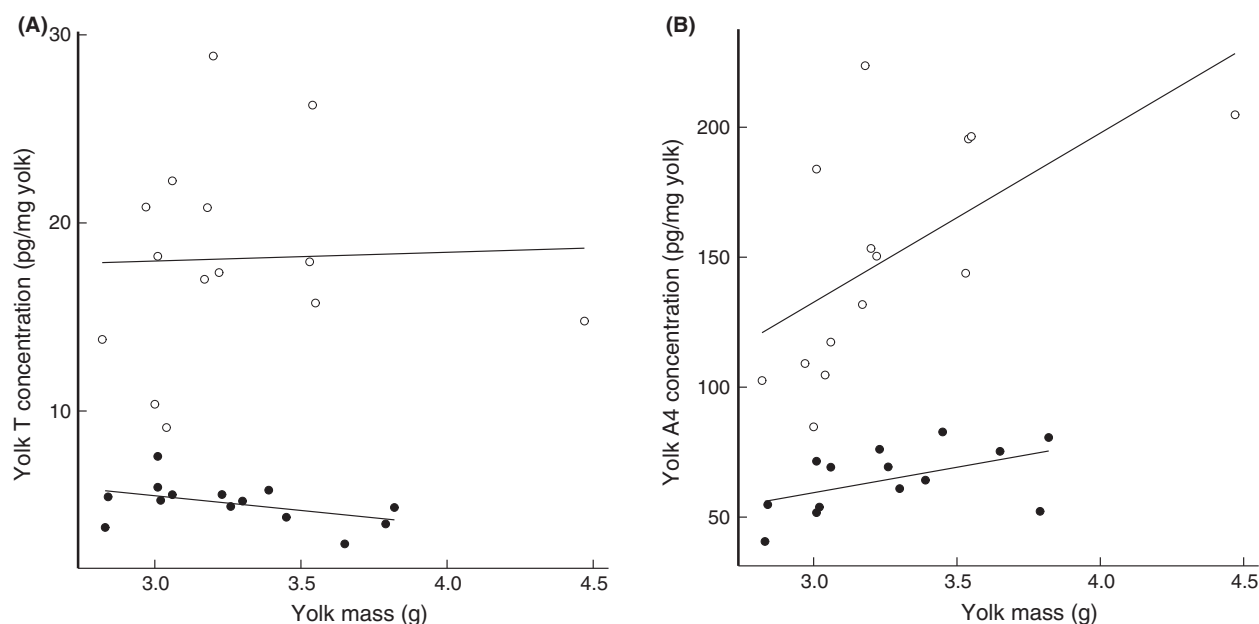 (A)
30
20
10
3.0 3.5 4.0 4.5
Yolk mass (g)
Yolk T concentration (pg/mg yolk)
(B)
200
150
100
50
3.0 3.5 4.0 4.5
Yolk mass (g)
Yolk A4 concentration (pg/mg yolk)